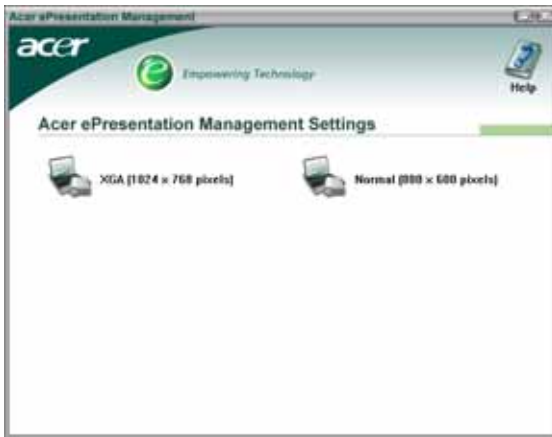 Acer ePresentation Management
acer
e
Empowering Technology
Help
Acer ePresentation Management Settings
XGA (1024 x 768 pixels)
Normal (800 x 600 pixels)